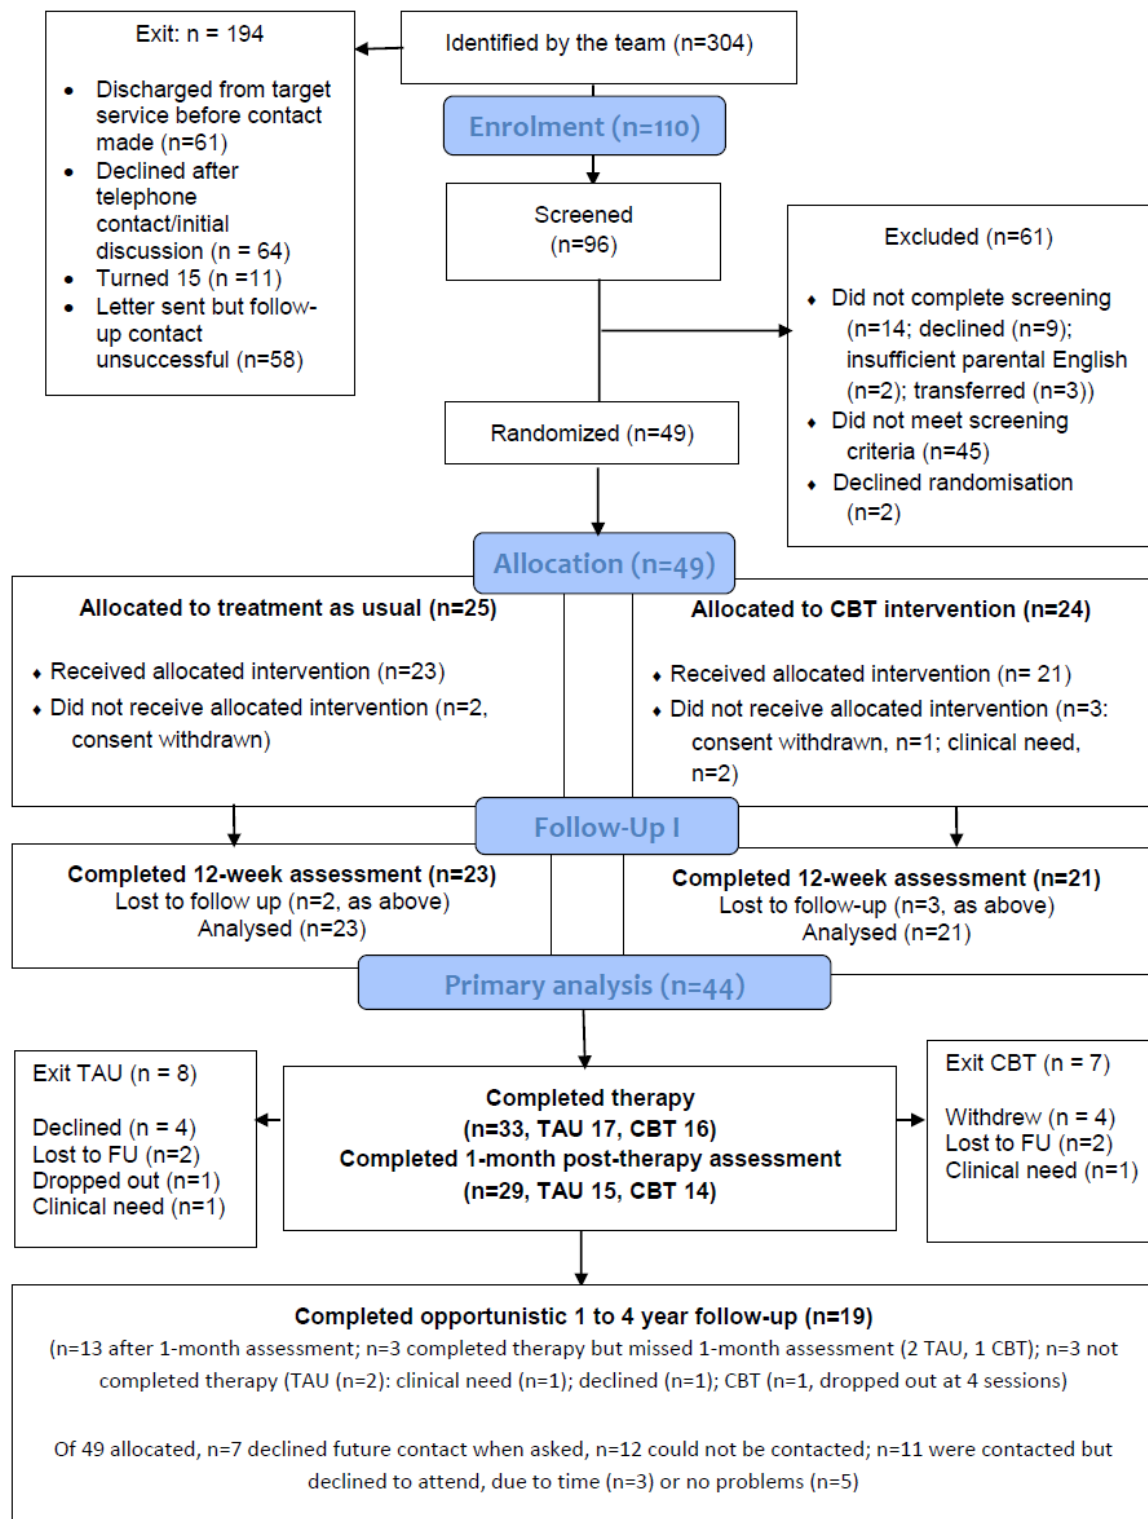 Exit: n = 194
• Discharged from target
service before contact
made (n=61)
• Declined after
telephone
contact/initial
discussion (n = 64)
• Turned 15 (n =11)
• Letter sent but follow-
up contact
unsuccessful (n=58)
Identified by the team (n=304)
Enrolment (n=110)
Screened
(n=96)
Excluded (n=61)
♦ Did not complete screening
(n=14; declined (n=9);
insufficient parental English
(n=2); transferred (n=3))
♦ Did not meet screening
criteria (n=45)
♦ Declined randomisation
(n=2)
Randomized (n=49)
Allocation (n=49)
Allocated to treatment as usual (n=25)
♦ Received allocated intervention (n=23)
♦ Did not receive allocated intervention (n=2,
consent withdrawn)
Allocated to CBT intervention (n=24)
♦ Received allocated intervention (n= 21)
♦ Did not receive allocated intervention (n=3:
consent withdrawn, n=1; clinical need,
n=2)
Follow-Up I
Completed 12-week assessment (n=23)
Lost to follow up (n=2, as above)
Analysed (n=23)
Completed 12-week assessment (n=21)
Lost to follow-up (n=3, as above)
Analysed (n=21)
Primary analysis (n=44)
Exit TAU (n = 8)
Declined (n = 4)
Lost to FU (n=2)
Dropped out (n=1)
Clinical need (n=1)
Completed therapy
(n=33, TAU 17, CBT 16)
Completed 1-month post-therapy assessment
(n=29, TAU 15, CBT 14)
Exit CBT (n = 7)
Withdrew (n = 4)
Lost to FU (n=2)
Clinical need (n=1)
Completed opportunistic 1 to 4 year follow-up (n=19)
(n=13 after 1-month assessment; n=3 completed therapy but missed 1-month assessment (2 TAU, 1 CBT); n=3 not
completed therapy (TAU (n=2): clinical need (n=1); declined (n=1); CBT (n=1, dropped out at 4 sessions)
Of 49 allocated, n=7 declined future contact when asked, n=12 could not be contacted; n=11 were contacted but
declined to attend, due to time (n=3) or no problems (n=5)